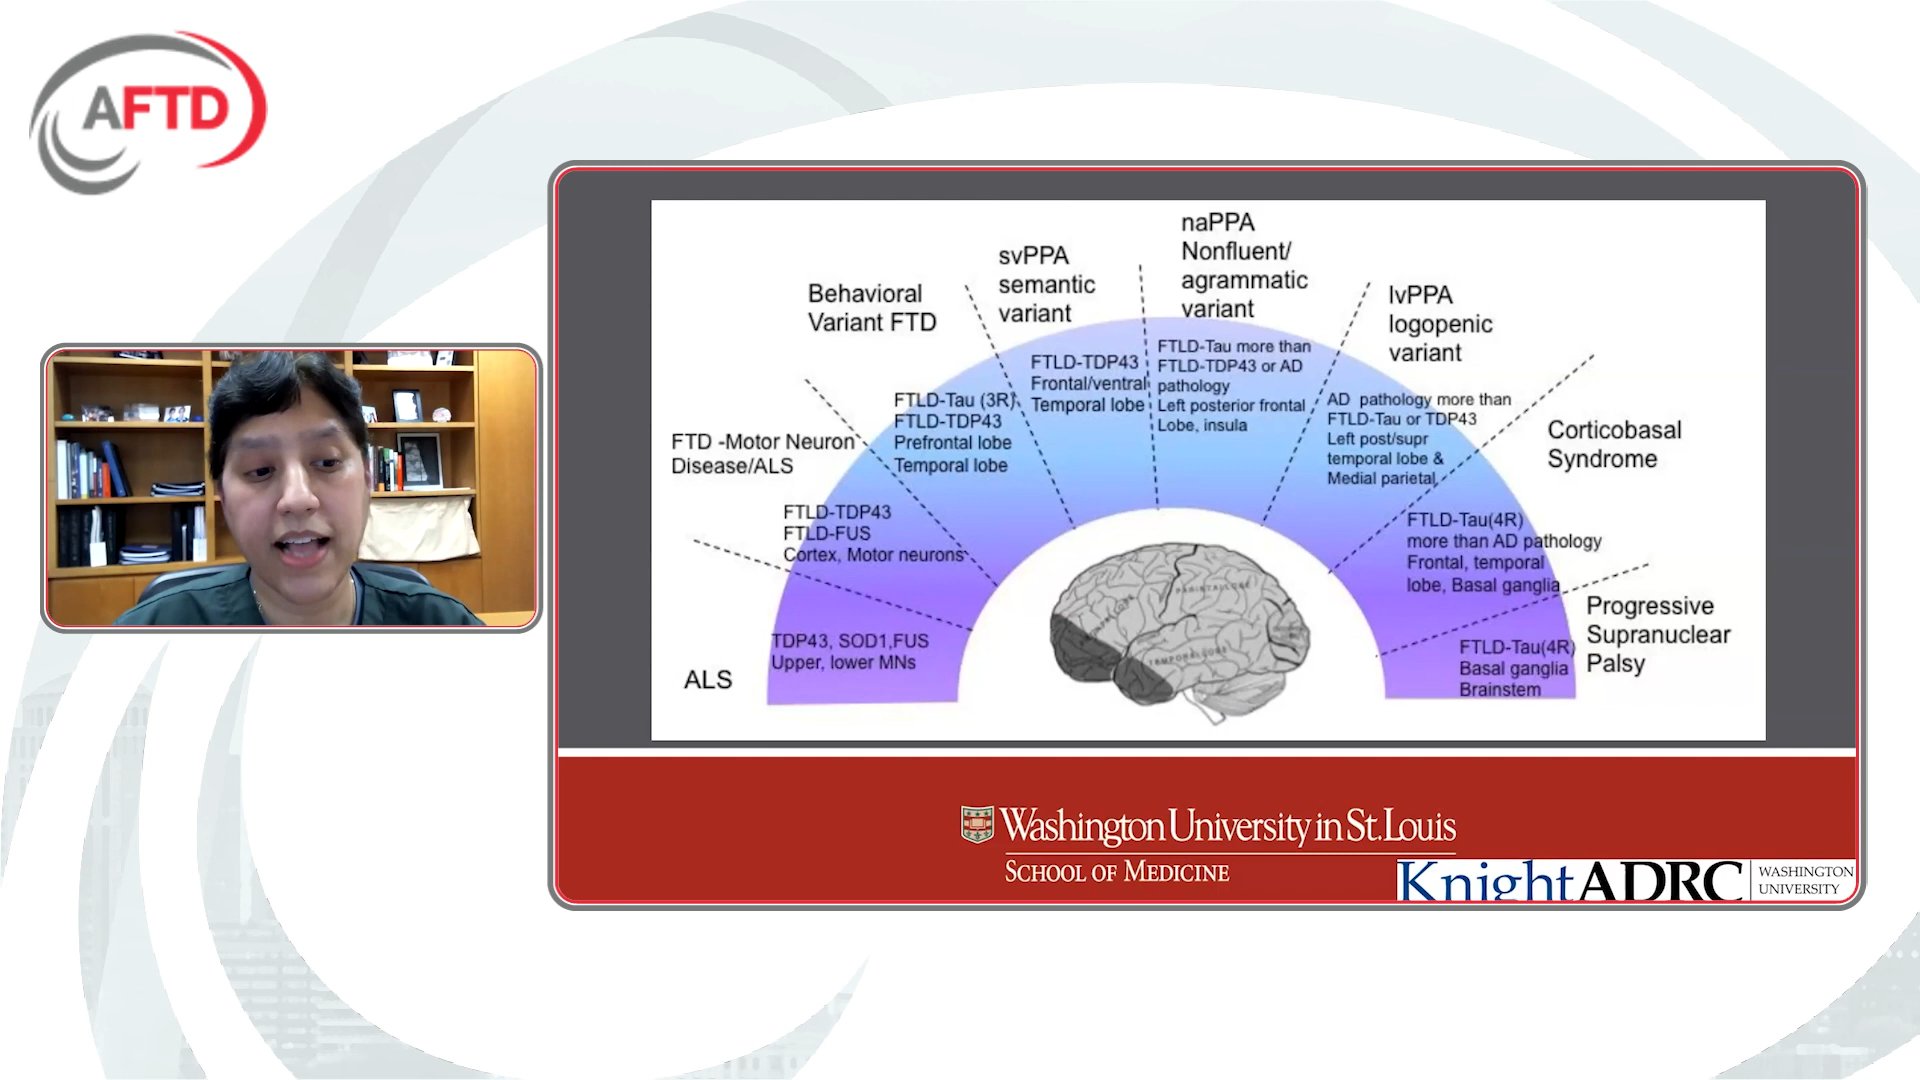 AFTD
Behavioral
Variant FTD
svPPA
semantic
variant
naPPA
Nonfluent/
agrammatic
variant
lvPPA
logopenic
variant
FTD -Motor Neuron
Disease/ALS
Corticobasal
Syndrome
Progressive
Supranuclear
Palsy
ALS
TDP43, SOD1,FUS
Upper, lower MNs
FTLD-TDP43
FTLD-FUS
Cortex, Motor neurons
FTLD-Tau (3R)
FTLD-TDP43
Prefrontal lobe
Temporal lobe
FTLD-TDP43
Frontal/ventral
Temporal lobe
FTLD-Tau more than
FTLD-TDP43 or AD
pathology
Left posterior frontal
Lobe, insula
AD pathology more than
FTLD-Tau or TDP43
Left post/supr
temporal lobe &
Medial parietal
FTLD-Tau(4R)
more than AD pathology
Frontal, temporal
lobe, Basal ganglia
FTLD-Tau(4R)
Basal ganglia
Brainstem
PARIETAL LOBE
TEMPORAL LOBE
Washington University in St. Louis
SCHOOL OF MEDICINE
KnightADRC
WASHINGTON
UNIVERSITY